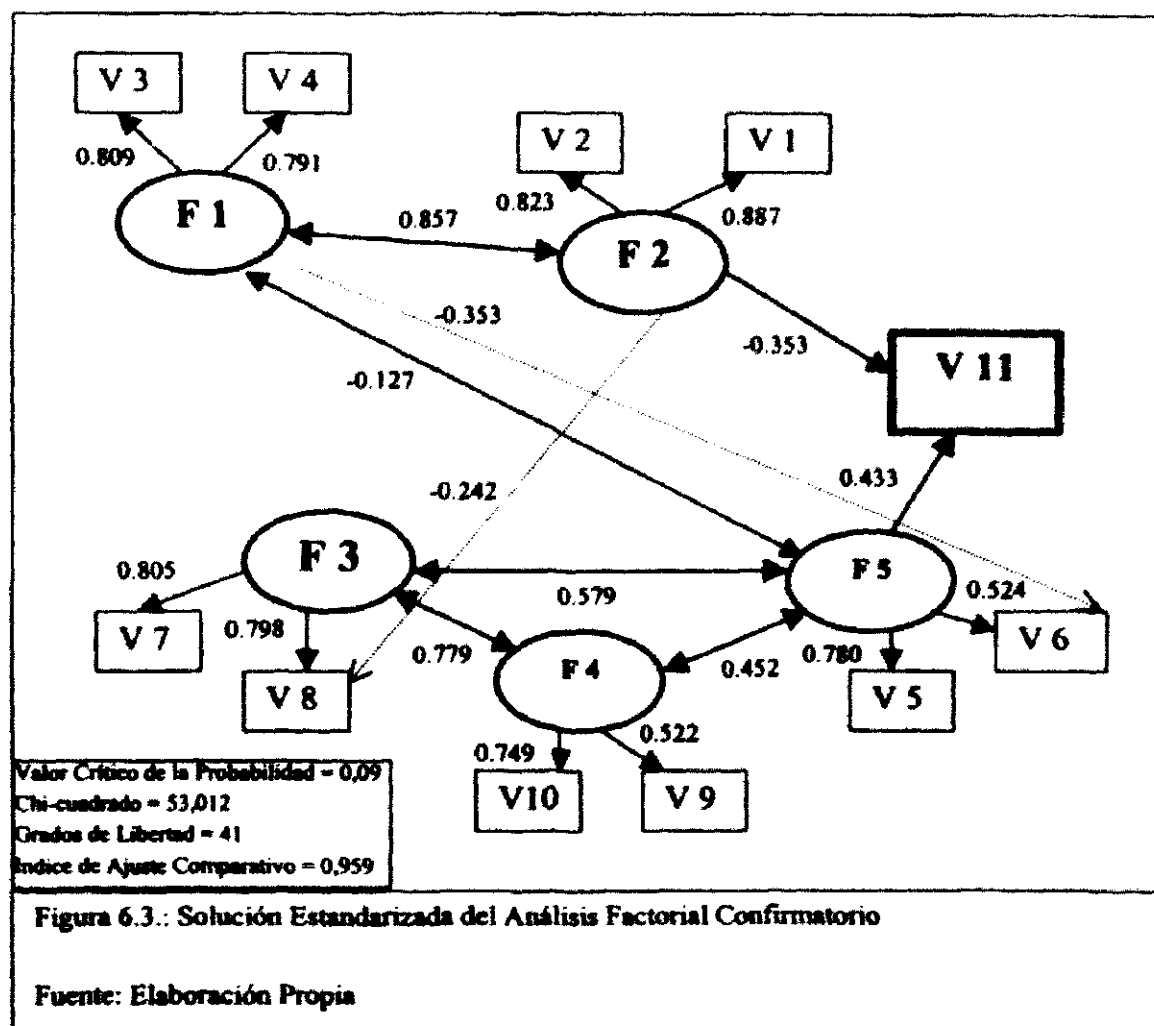 V 3
V 4
0.809
0.791
V 2
V 1
0.823
0.887
F 1
0.857
F 2
-0.353
-0.353
V 11
-0.127
0.433
-0.242
F 3
F 5
0.805
0.579
0.524
V 7
0.798
0.779
F 4
0.452
0.780
V 6
V 8
V 5
0.749
0.522
V10
V 9
Valor Crítico de la Probabilidad = 0,09
Chi-cuadrado = 53,012
Grados de Libertad = 41
Indice de Ajuste Comparativo = 0,959
Figura 6.3.: Solución Estandarizada del Análisis Factorial Confirmatorio
Fuente: Elaboración Propia